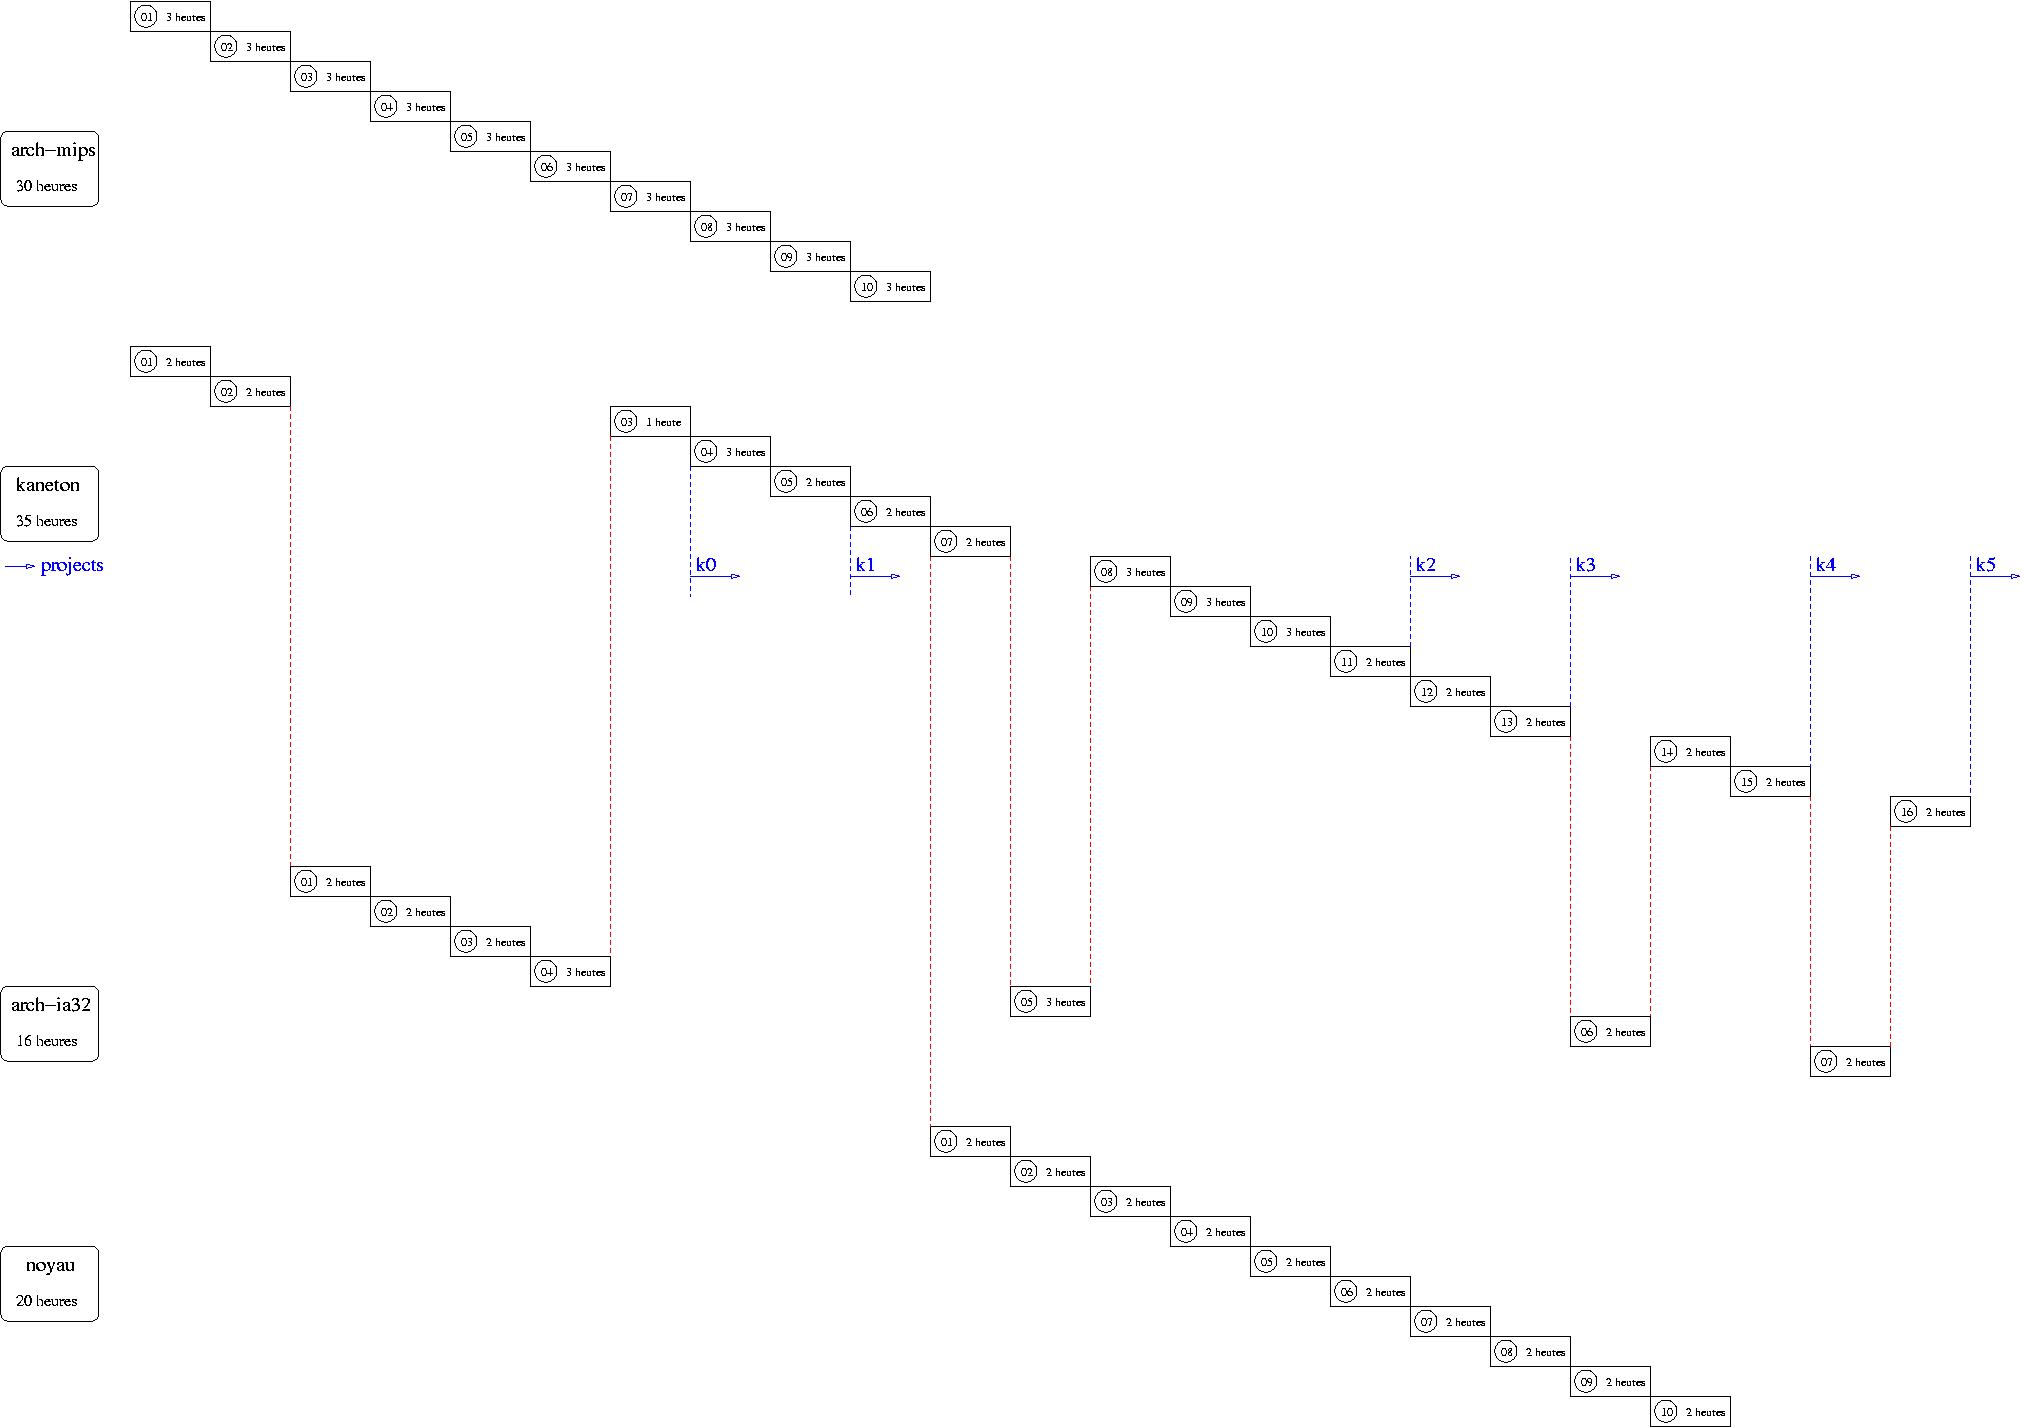 01 3 heures
02 3 heures
03 3 heures
04 3 heures
05 3 heures
06 3 heures
07 3 heures
08 3 heures
09 3 heures
10 3 heures
arch-mips
30 heures
01 2 heures
02 2 heures
03 1 heure
04 3 heures
05 2 heures
06 2 heures
07 2 heures
kaneton
35 heures
projects
k0
k1
k2
k3
k4
k5
08 3 heures
09 3 heures
10 3 heures
11 2 heures
12 2 heures
13 2 heures
14 2 heures
15 2 heures
16 2 heures
01 2 heures
02 2 heures
03 2 heures
04 3 heures
05 3 heures
06 2 heures
07 2 heures
arch-ia32
16 heures
01 2 heures
02 2 heures
03 2 heures
04 2 heures
05 2 heures
06 2 heures
07 2 heures
08 2 heures
09 2 heures
10 2 heures
noyau
20 heures